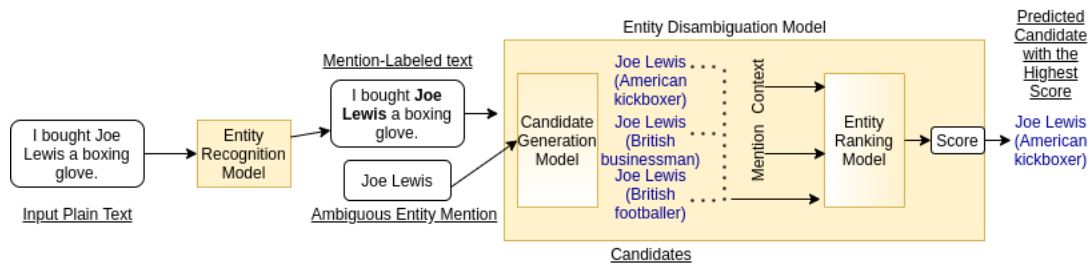 I bought Joe
Lewis a boxing
glove.
Input Plain Text
Entity
Recognition
Model
Mention-Labeled text
I bought Joe
Lewis a boxing
glove.
Joe Lewis
Ambiguous Entity Mention
Entity Disambiguation Model
Candidate
Generation
Model
Joe Lewis
(American
kickboxer)
Joe Lewis
(British
businessman)
Joe Lewis
(British
footballer)
Candidates
Mention
Context
Entity
Ranking
Model
Score
Predicted
Candidate
with the
Highest
Score
Joe Lewis
(American
kickboxer)